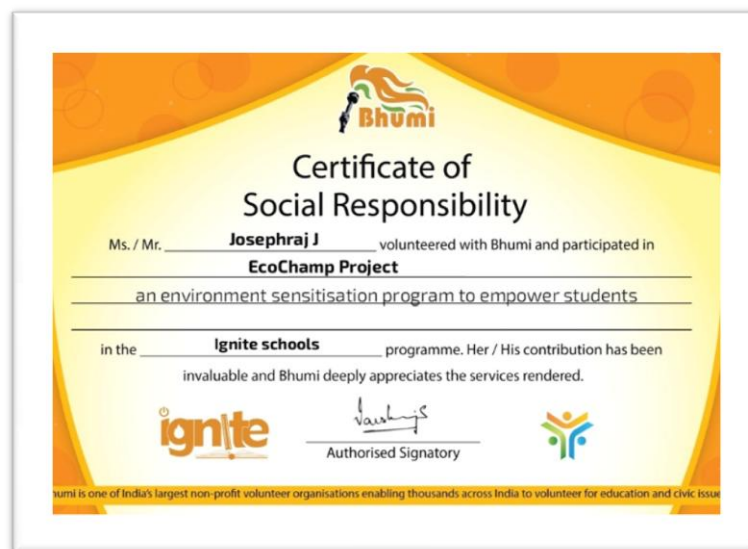 Bhumi
Certificate of
Social Responsibility
Ms. / Mr. Josephraj J volunteered with Bhumi and participated in
EcoChamp Project
an environment sensitisation program to empower students
in the Ignite schools programme. Her / His contribution has been
invaluable and Bhumi deeply appreciates the services rendered.
ignite
Authorised Signatory
humi is one of India's largest non-profit volunteer organisations enabling thousands across India to volunteer for education and civic issue